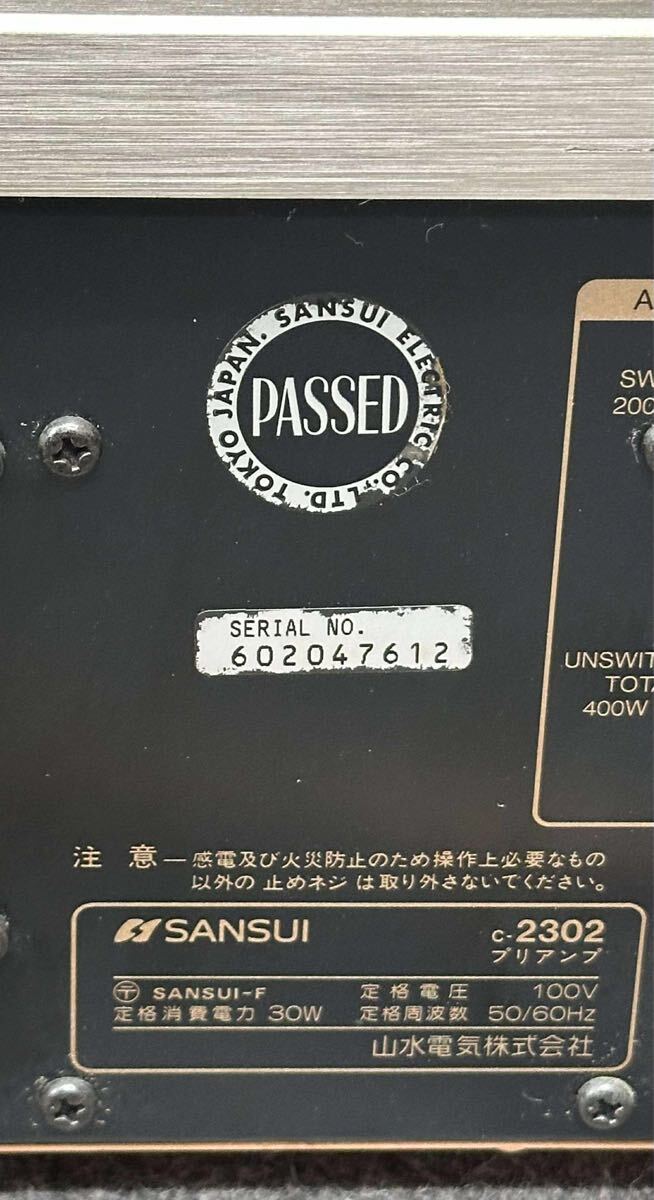 SANSUI ELECTRIC CO., LTD. TOKYO JAPAN.
PASSED
A
SW
200
SERIAL NO.
602047612
UNSWIT
TOTA
400W
注 意 — 感電及び火災防止のため操作上必要なもの
以外の 止めネジ は取り外さないでください。
SANSUI
C-2302
プリアンプ
〒 SANSUI-F 定格電圧 100V
定格消費電力 30W 定格周波数 50/60Hz
山水電気株式会社